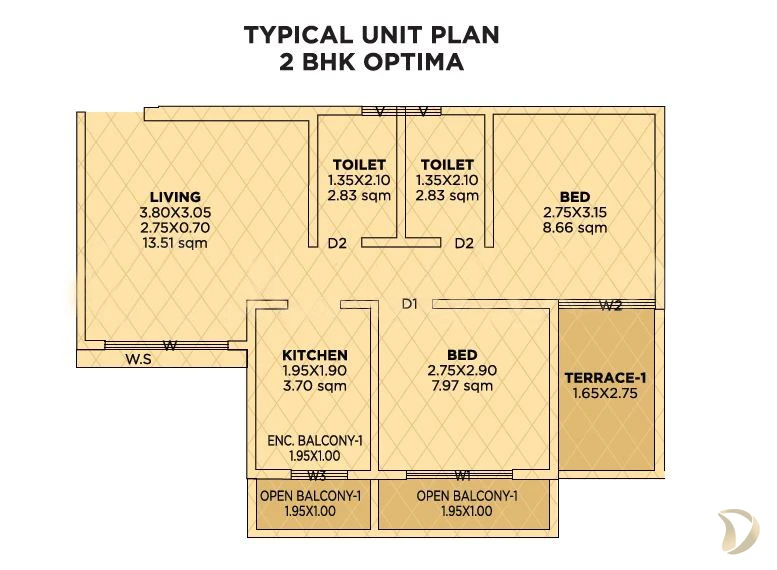 TYPICAL UNIT PLAN
2 BHK OPTIMA
V
V
TOILET
1.35X2.10
2.83 sqm
TOILET
1.35X2.10
2.83 sqm
LIVING
3.80X3.05
2.75X0.70
13.51 sqm
BED
2.75X3.15
8.66 sqm
D2
D2
D1
W2
W
W.S
KITCHEN
1.95X1.90
3.70 sqm
BED
2.75X2.90
7.97 sqm
TERRACE-1
1.65X2.75
ENC. BALCONY-1
1.95X1.00
W3
W1
OPEN BALCONY-1
1.95X1.00
OPEN BALCONY-1
1.95X1.00